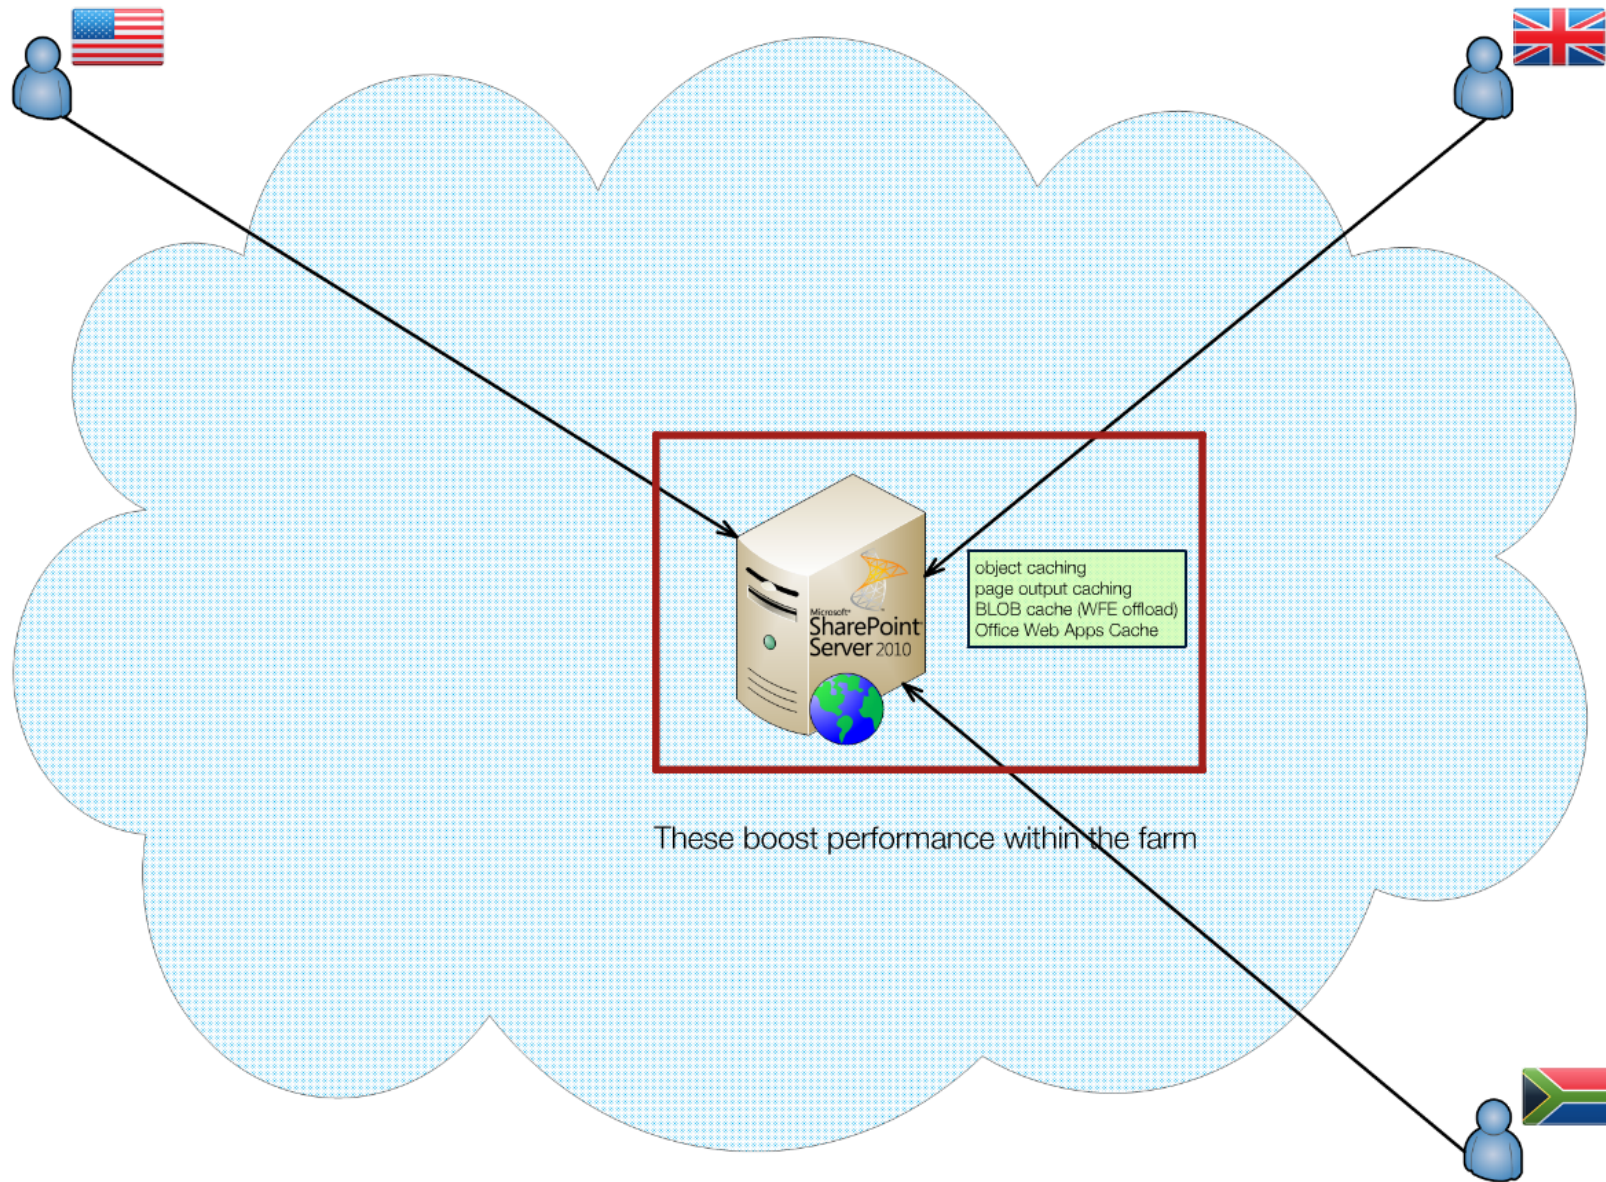 Microsoft
SharePoint
Server 2010
object caching
page output caching
BLOB cache (WFE offload)
Office Web Apps Cache
These boost performance within the farm